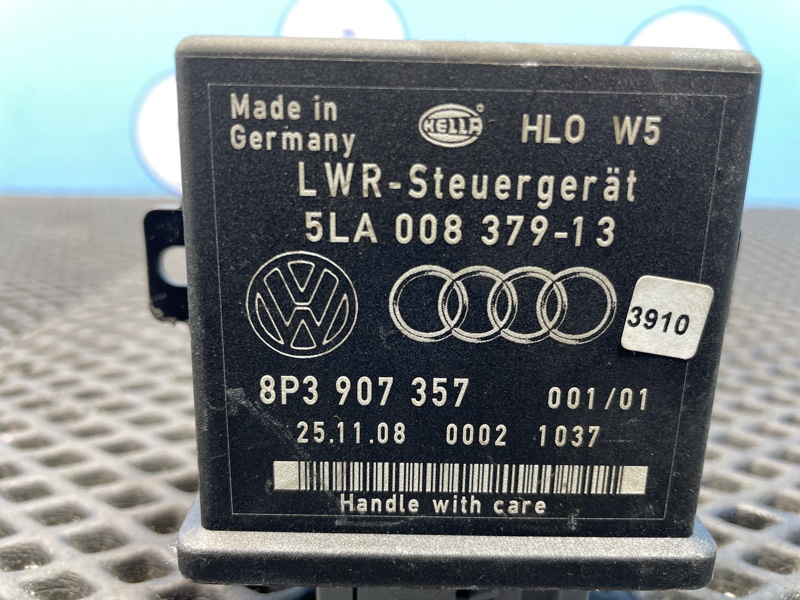 Made in
Germany
HELLA
HLO W5
LWR-Steuergerät
5LA 008 379-13
3910
8P3 907 357 001/01
25.11.08 0002 1037
Handle with care